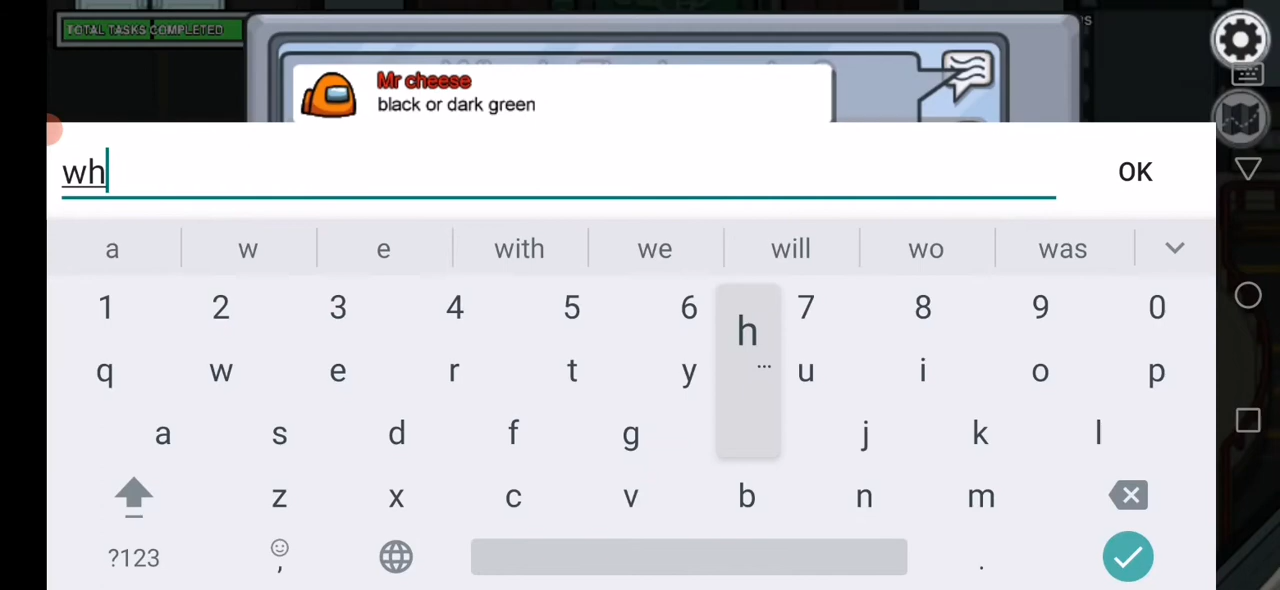 TOTAL TASKS COMPLETED
Mr cheese
black or dark green
wh
OK
a w e with we will wo was
1 2 3 4 5 6 7 8 9 0
h
...
q w e r t y u i o p
a s d f g j k l
z x c v b n m
?123 , .